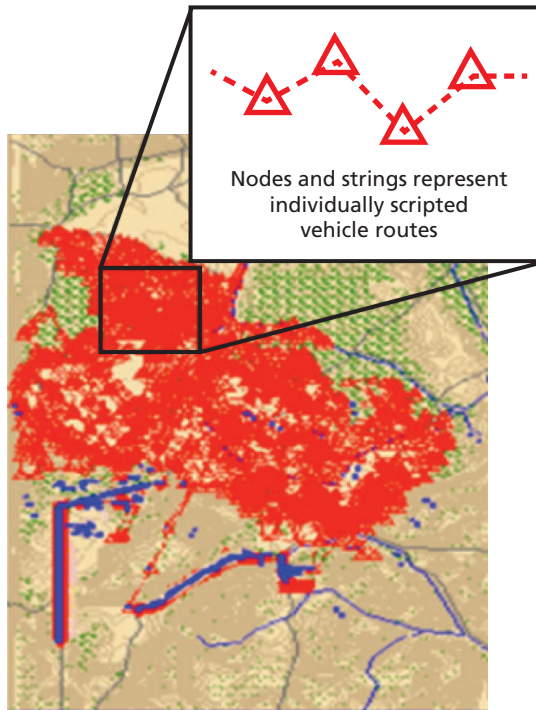 Nodes and strings represent
individually scripted
vehicle routes